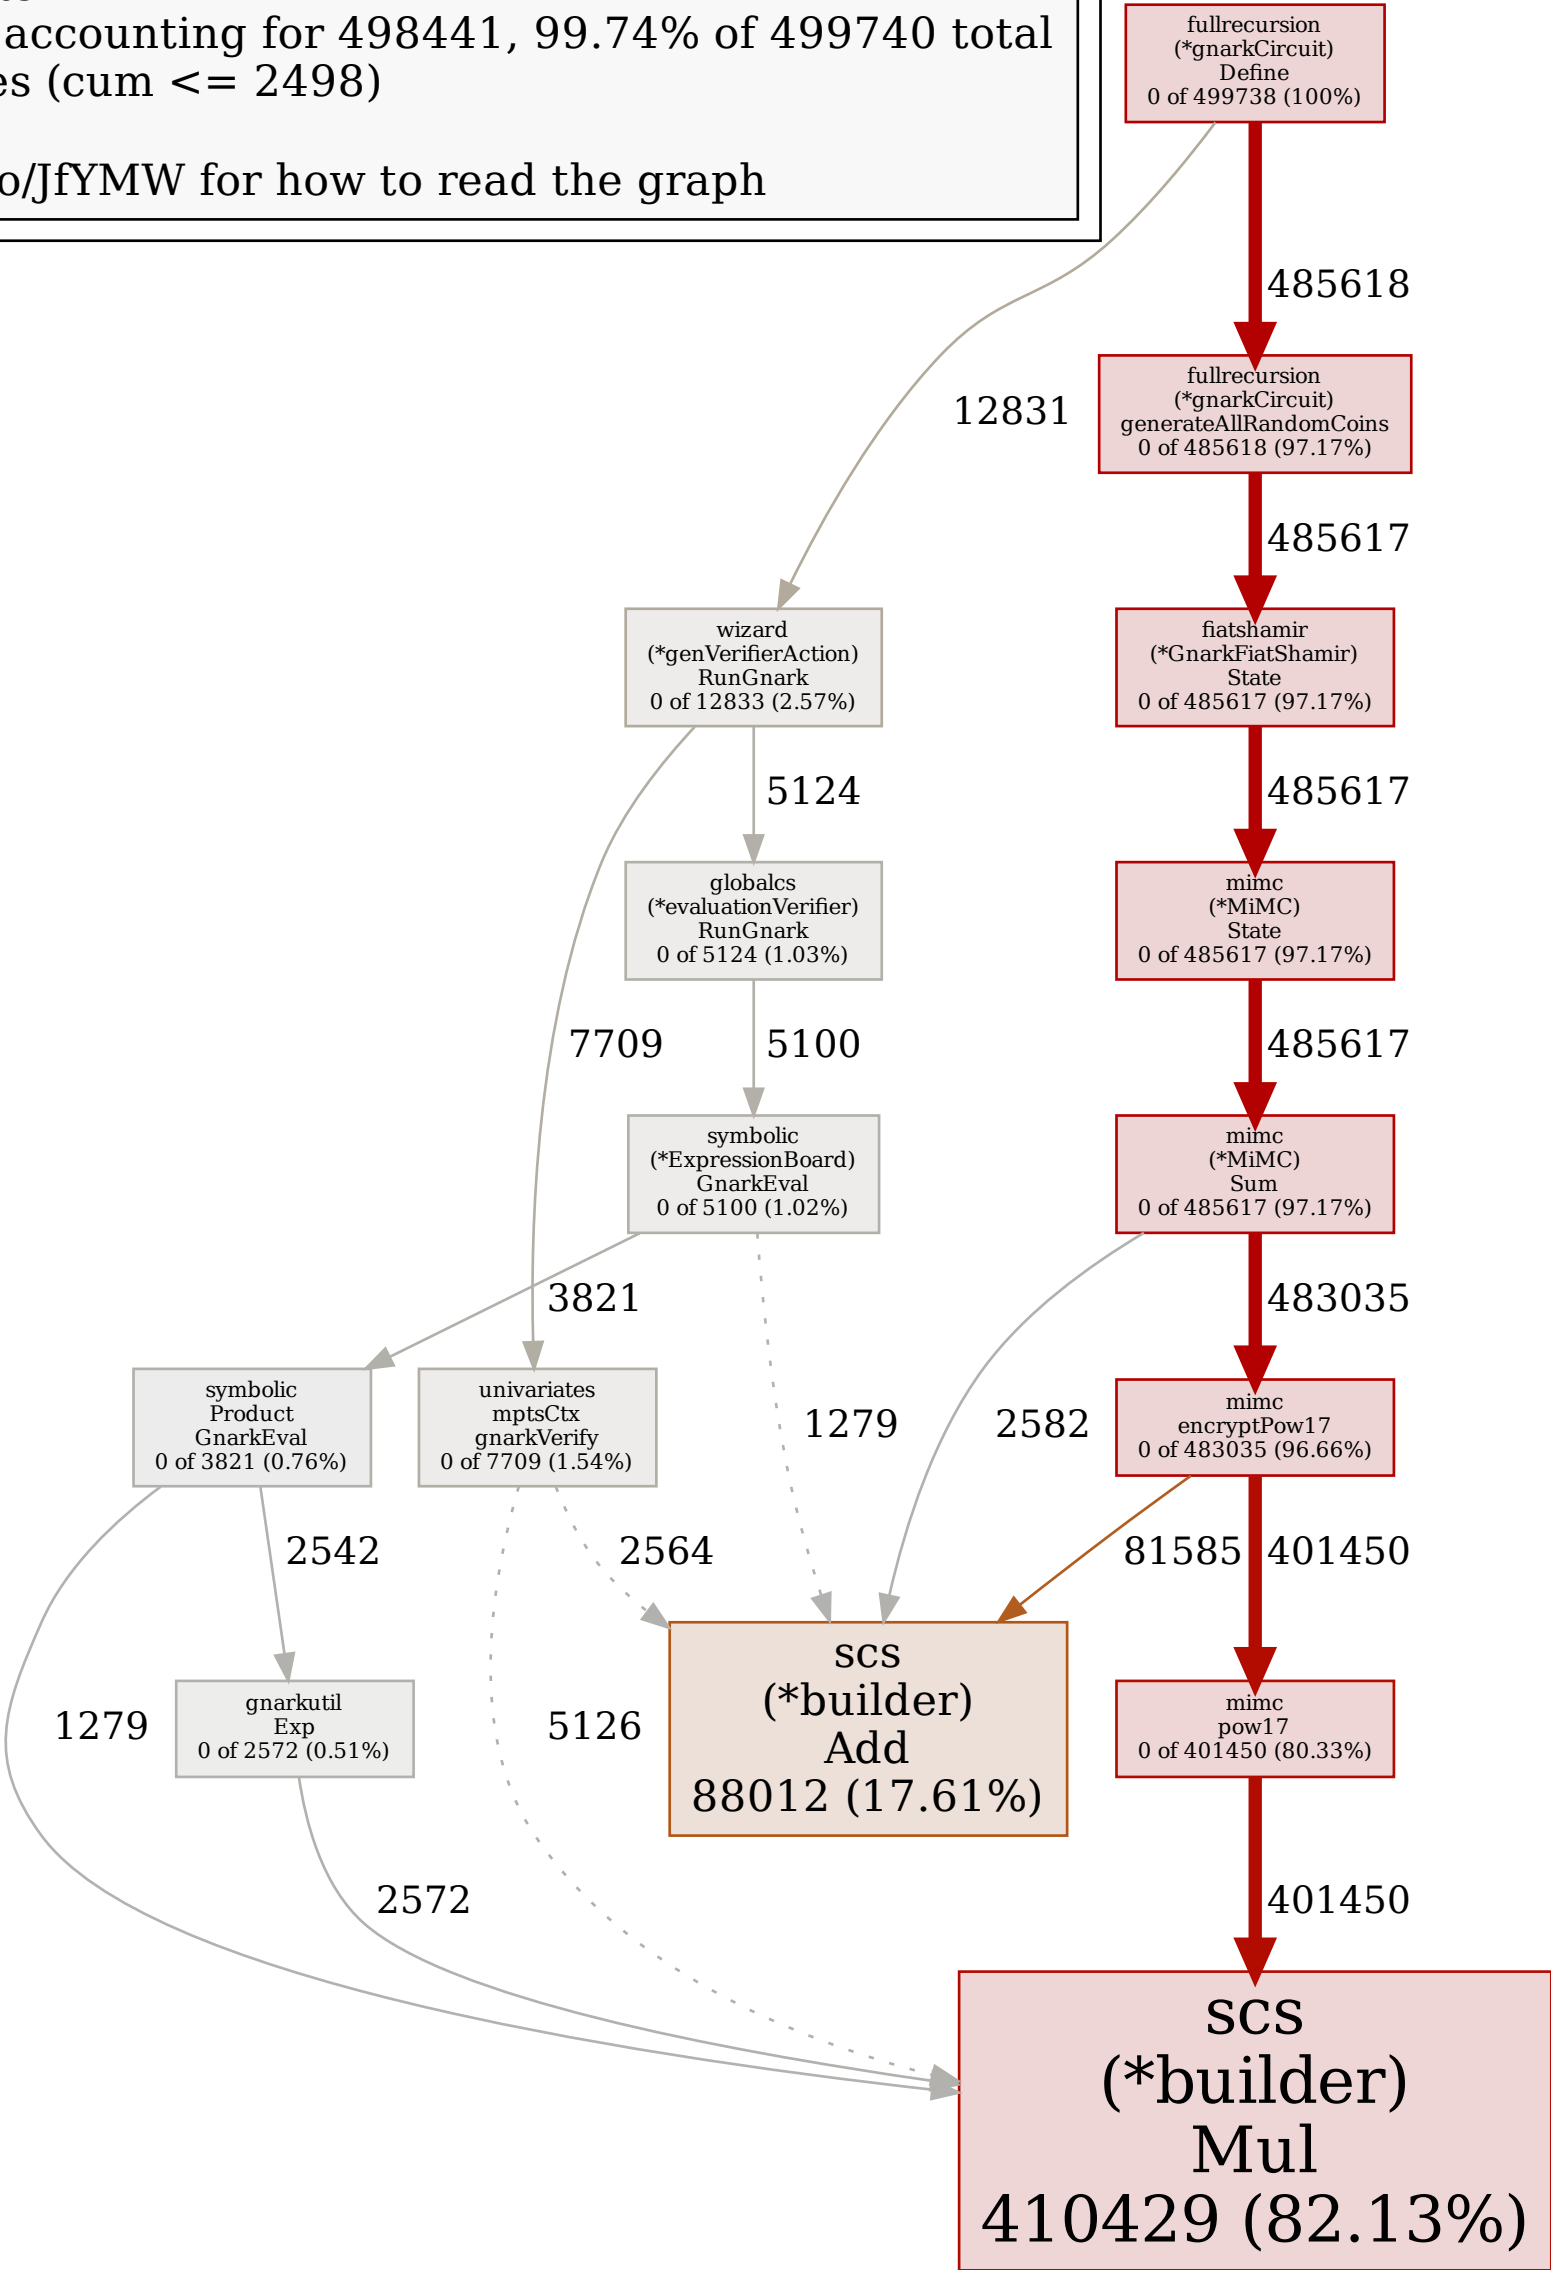 accounting for 498441, 99.74% of 499740 total
(cum <= 2498)
o/JfYMW for how to read the graph
fullrecursion
(*gnarkCircuit)
Define
0 of 499738 (100%)
485618
12831
fullrecursion
(*gnarkCircuit)
generateAllRandomCoins
0 of 485618 (97.17%)
485617
wizard
(*genVerifierAction)
RunGnark
0 of 12833 (2.57%)
fiatshamir
(*GnarkFiatShamir)
State
0 of 485617 (97.17%)
5124
485617
globalcs
(*evaluationVerifier)
RunGnark
0 of 5124 (1.03%)
mimc
(*MiMC)
State
0 of 485617 (97.17%)
7709
5100
485617
symbolic
(*ExpressionBoard)
GnarkEval
0 of 5100 (1.02%)
mimc
(*MiMC)
Sum
0 of 485617 (97.17%)
3821
483035
symbolic
Product
GnarkEval
0 of 3821 (0.76%)
univariates
mptsCtx
gnarkVerify
0 of 7709 (1.54%)
1279
2582
mimc
encryptPow17
0 of 483035 (96.66%)
2542
2564
81585
401450
1279
gnarkutil
Exp
0 of 2572 (0.51%)
5126
scs
(*builder)
Add
88012 (17.61%)
mimc
pow17
0 of 401450 (80.33%)
2572
401450
scs
(*builder)
Mul
410429 (82.13%)